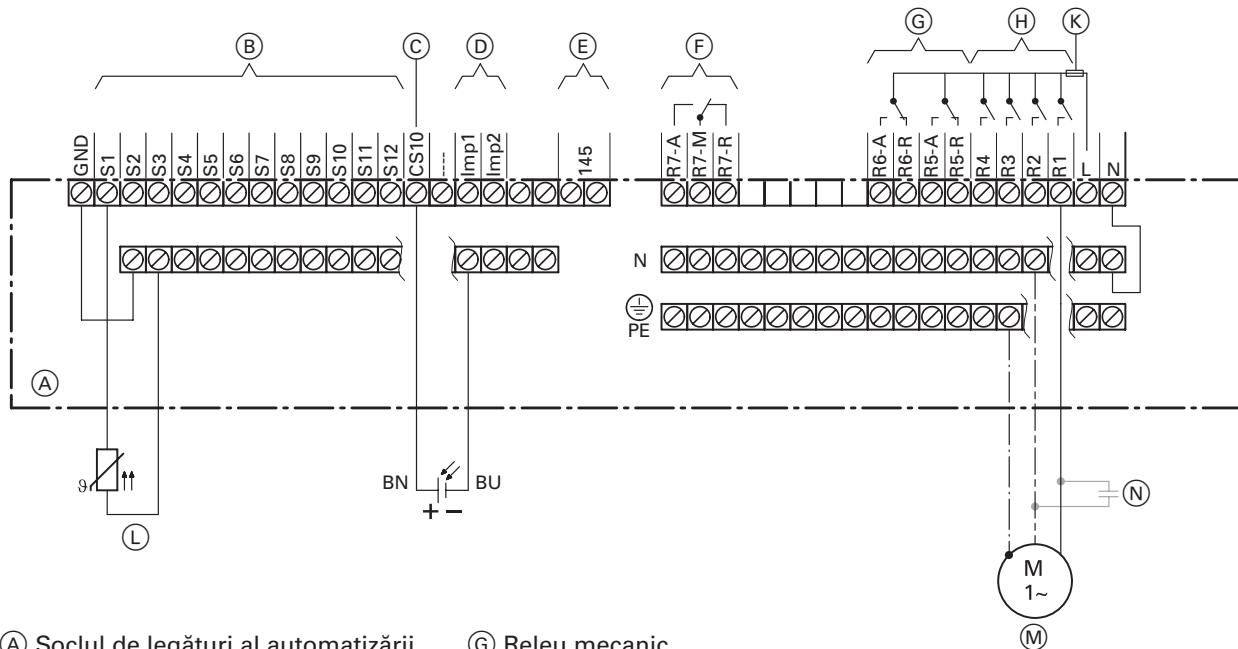 B C D E F G H K
GND S1 S2 S3 S4 S5 S6 S7 S8 S9 S10 S11 S12 CS10 ---- Imp1 Imp2 145 R7-A R7-M R7-R R6-A R6-R R5-A R5-R R4 R3 R2 R1 L N
N
PE
A
ϑ BN BU N
+ −
L
M
1~
M
A Soclul de legături al automatizării G Releu mecanic